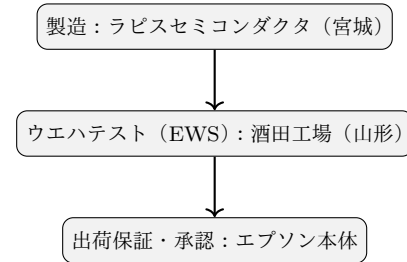 製造：ラピスセミコンダクタ（宮城）
ウエハテスト（EWS）：酒田工場（山形）
出荷保証・承認：エプソン本体